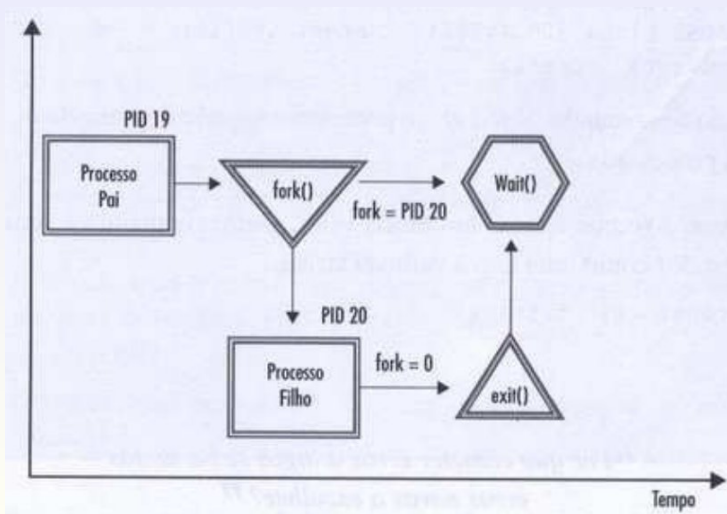 PID 19
Processo
Pai
fork()
fork = PID 20
Wait()
PID 20
Processo
Filho
fork = 0
exit()
Tempo